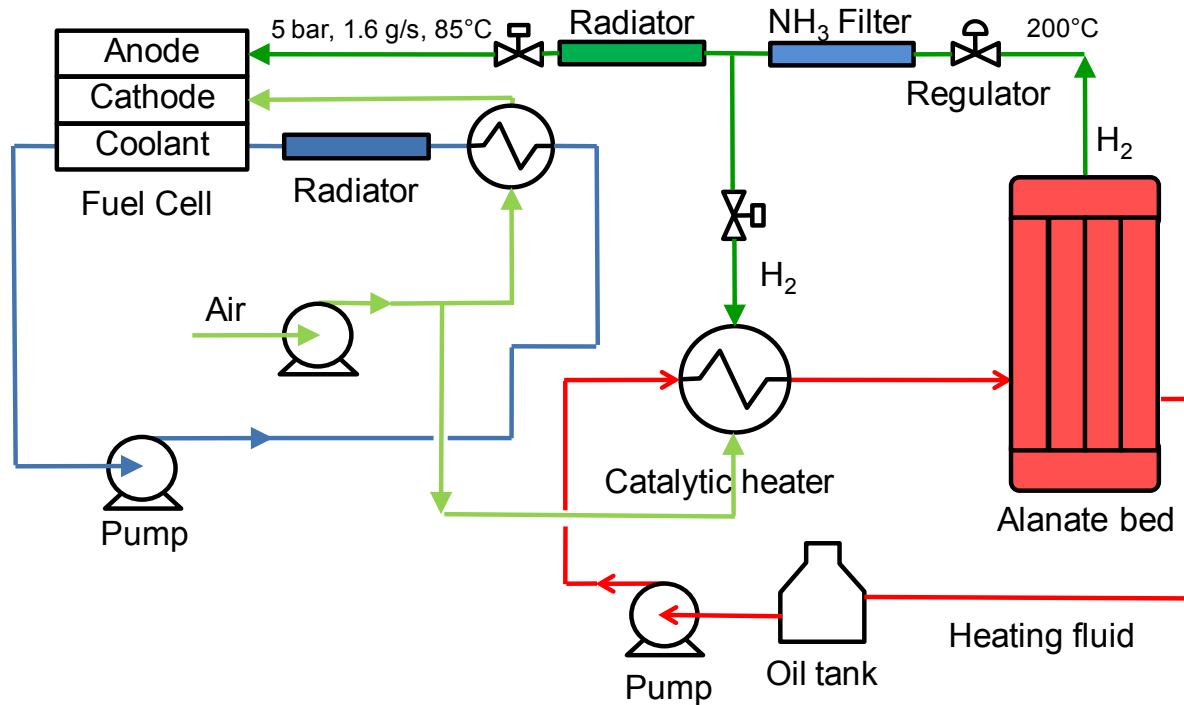 5 bar, 1.6 g/s, 85°C
Radiator
NH3 Filter
200°C
Anode
Cathode
Coolant
Regulator
H2
Radiator
Fuel Cell
H2
Air
Catalytic heater
Pump
Alanate bed
Heating fluid
Oil tank
Pump